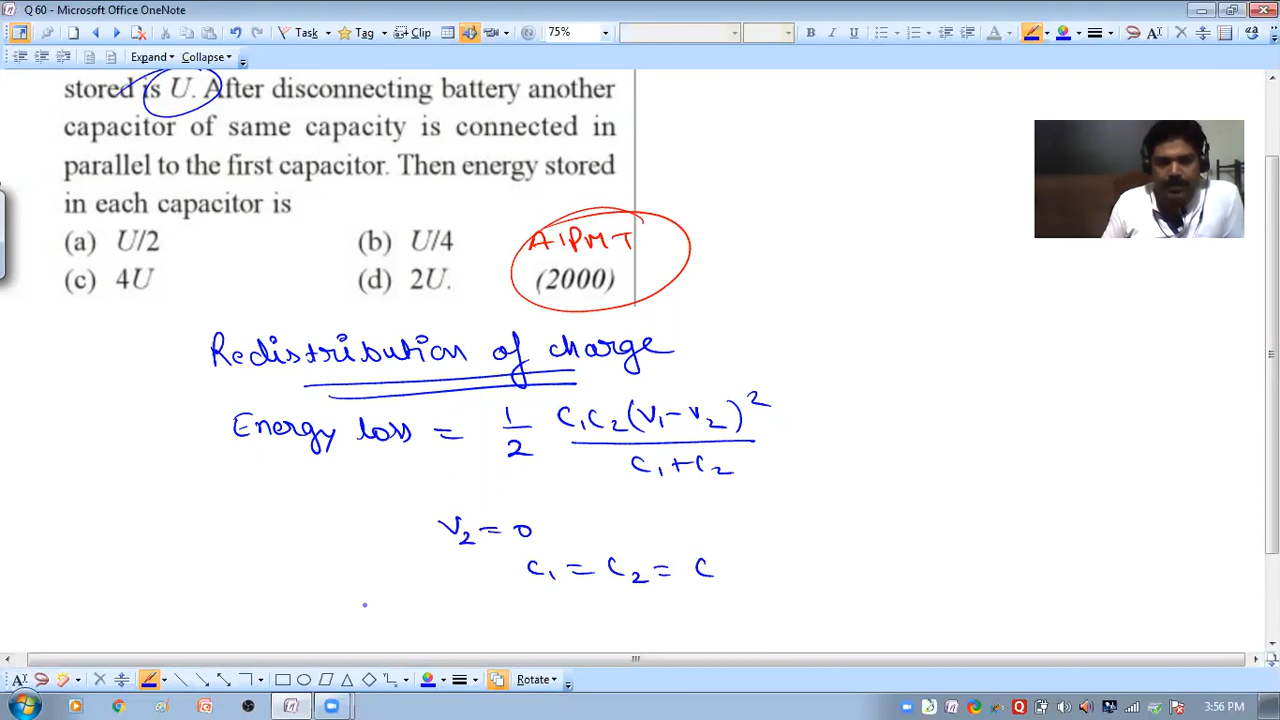 Q 60 - Microsoft OneNote
Task Tag Clip 75% B I U A
Expand Collapse
stored is U. After disconnecting battery another
capacitor of same capacity is connected in
parallel to the first capacitor. Then energy stored
in each capacitor is
(a) U/2 (b) U/4 AIPMT
(c) 4U (d) 2U. (2000)
Redistribution of charge
Energy loss = 1/2 C₁C₂(V₁-V₂)²/C₁+C₂
V₂ = 0
C₁ = C₂ = C
Rotate
3:56 PM